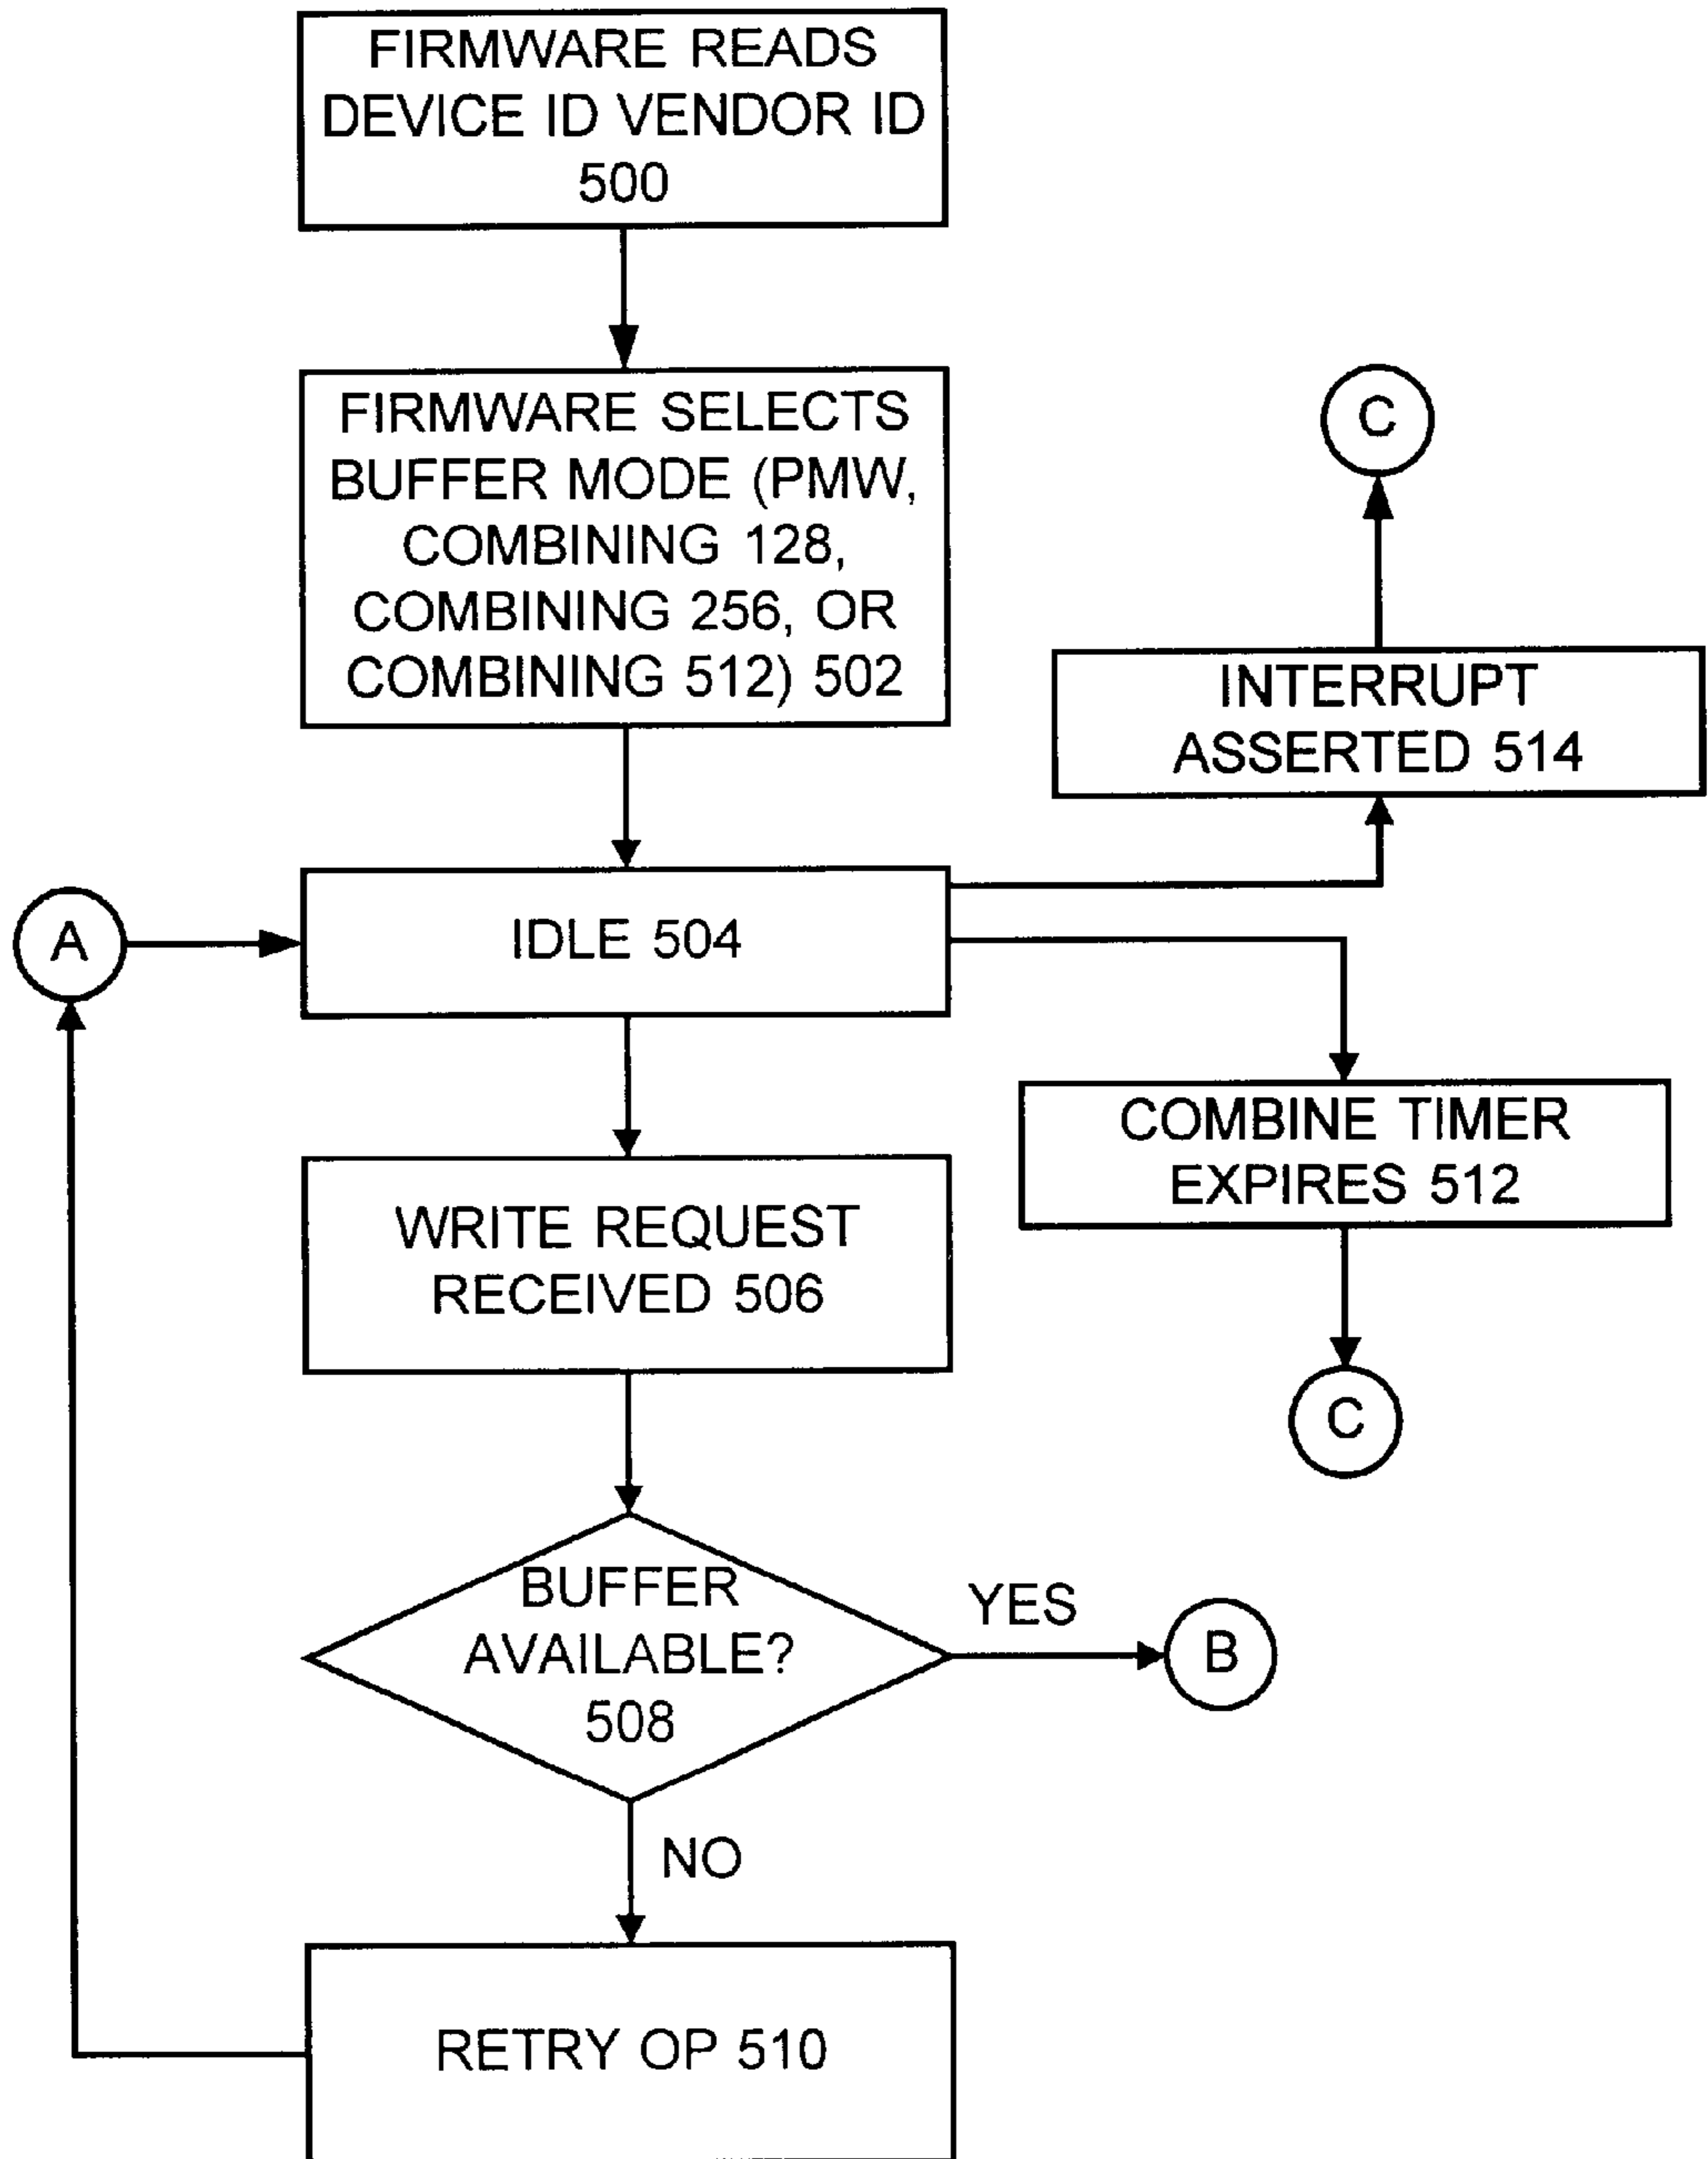 FIRMWARE READS
DEVICE ID VENDOR ID
500
FIRMWARE SELECTS
BUFFER MODE (PMW,
COMBINING 128,
COMBINING 256, OR
COMBINING 512) 502
C
INTERRUPT
ASSERTED 514
A
IDLE 504
COMBINE TIMER
EXPIRES 512
C
WRITE REQUEST
RECEIVED 506
BUFFER
AVAILABLE?
508
YES
B
NO
RETRY OP 510